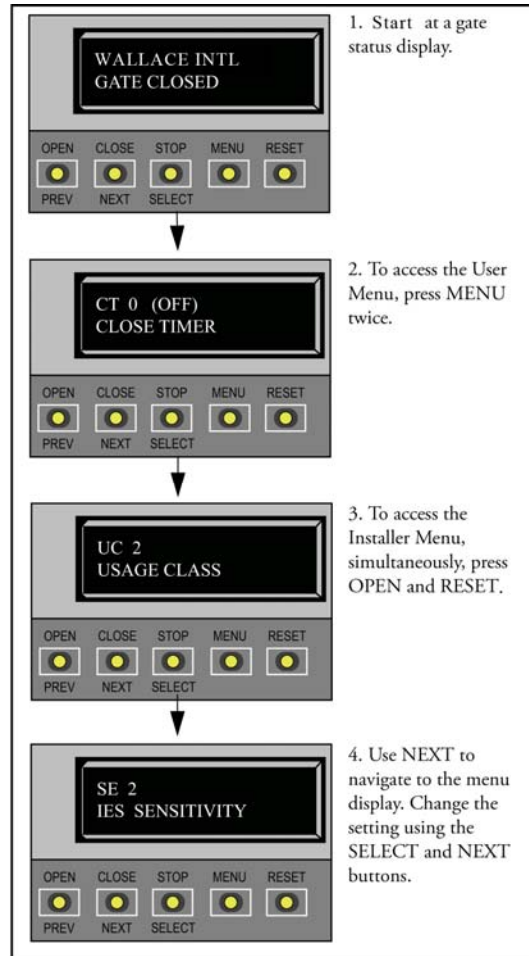 WALLACE INTL
GATE CLOSED
OPEN CLOSE STOP MENU RESET
PREV NEXT SELECT
1. Start at a gate
status display.
CT 0 (OFF)
CLOSE TIMER
OPEN CLOSE STOP MENU RESET
PREV NEXT SELECT
2. To access the User
Menu, press MENU
twice.
UC 2
USAGE CLASS
OPEN CLOSE STOP MENU RESET
PREV NEXT SELECT
3. To access the
Installer Menu,
simultaneously, press
OPEN and RESET.
SE 2
IES SENSITIVITY
OPEN CLOSE STOP MENU RESET
PREV NEXT SELECT
4. Use NEXT to
navigate to the menu
display. Change the
setting using the
SELECT and NEXT
buttons.